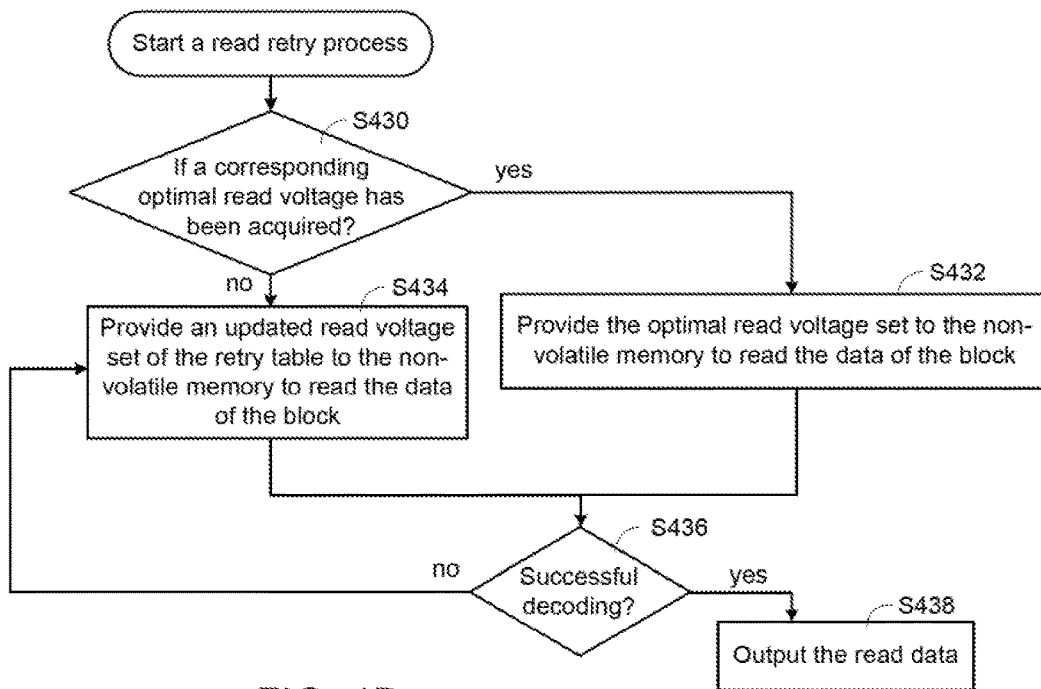 Start a read retry process
S430
If a corresponding
optimal read voltage has
been acquired?
yes
no
S434
S432
Provide an updated read voltage
set of the retry table to the non-
volatile memory to read the data
of the block
Provide the optimal read voltage set to the non-
volatile memory to read the data of the block
S436
no
Successful
decoding?
yes
S438
Output the read data